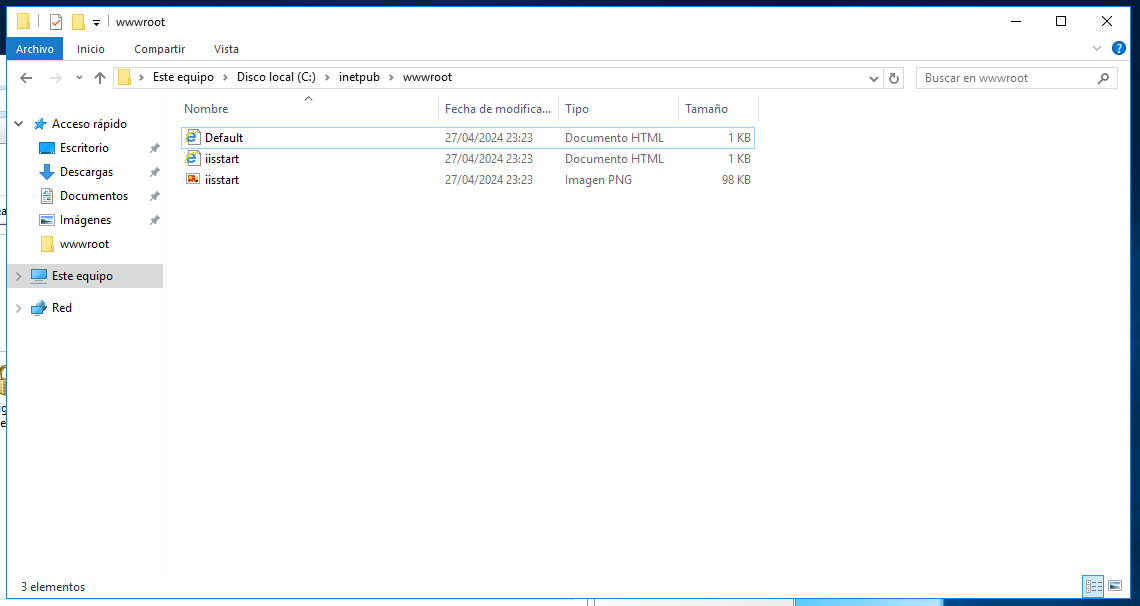 wwwroot
Archivo Inicio Compartir Vista
Este equipo Disco local (C:) inetpub wwwroot Buscar en wwwroot
Nombre Fecha de modifica... Tipo Tamaño
Acceso rápido
Escritorio
Descargas
Documentos
Imágenes
wwwroot
Este equipo
Red
Default 27/04/2024 23:23 Documento HTML 1 KB
iisstart 27/04/2024 23:23 Documento HTML 1 KB
iisstart 27/04/2024 23:23 Imagen PNG 98 KB
3 elementos